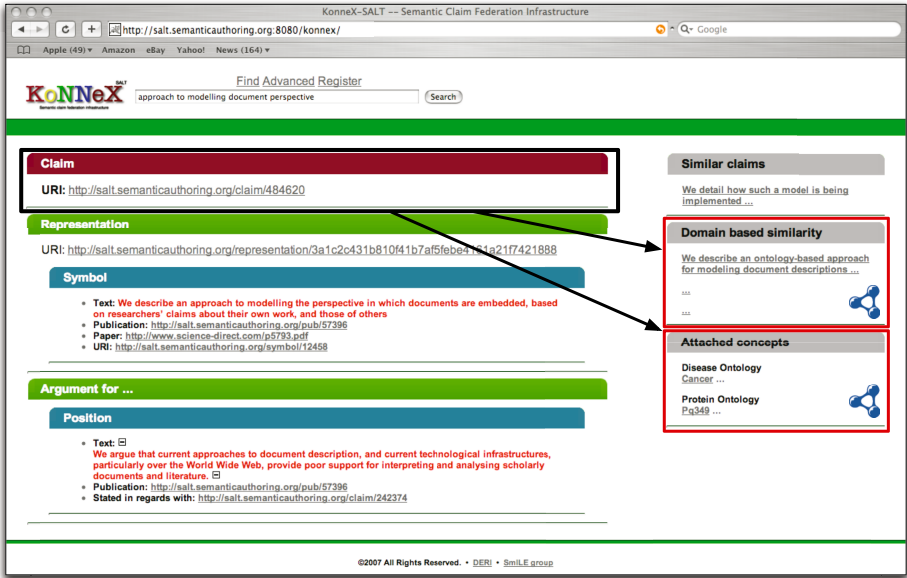 KonneX-SALT -- Semantic Claim Federation Infrastructure
http://salt.semanticauthoring.org:8080/konnex/
Google
Apple (49) Amazon eBay Yahoo! News (164)
Find Advanced Register
KoNNeX SALT
Semantic claim federation infrastructure
approach to modelling document perspective
Search
Claim
URI: http://salt.semanticauthoring.org/claim/484620
Representation
URI: http://salt.semanticauthoring.org/representation/3a1c2c431b810f41b7af5febe4161a21f7421888
Symbol
• Text: We describe an approach to modelling the perspective in which documents are embedded, based
on researchers' claims about their own work, and those of others
• Publication: http://salt.semanticauthoring.org/pub/57396
• Paper: http://www.science-direct.com/p5793.pdf
• URI: http://salt.semanticauthoring.org/symbol/12458
Argument for ...
Position
• Text:
We argue that current approaches to document description, and current technological infrastructures,
particularly over the World Wide Web, provide poor support for interpreting and analysing scholarly
documents and literature.
• Publication: http://salt.semanticauthoring.org/pub/57396
• Stated in regards with: http://salt.semanticauthoring.org/claim/242374
Similar claims
We detail how such a model is being
implemented ...
Domain based similarity
We describe an ontology-based approach
for modeling document descriptions ...
...
...
Attached concepts
Disease Ontology
Cancer ...
Protein Ontology
Pq349 ...
©2007 All Rights Reserved. • DERI • SmILE group